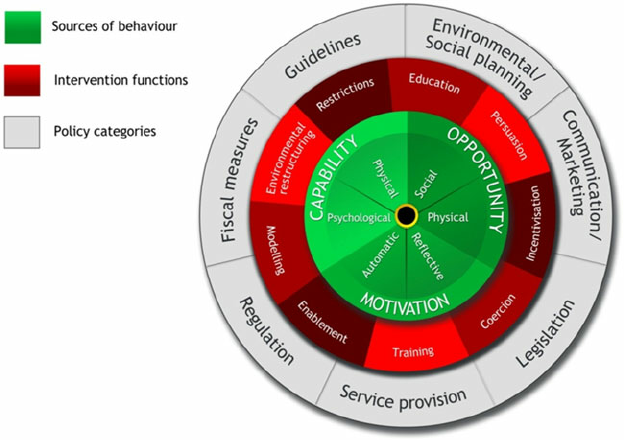 Sources of behaviour
Intervention functions
Policy categories
Guidelines
Environmental/
Social planning
Communication/
Marketing
Legislation
Service provision
Regulation
Fiscal measures
Restrictions
Education
Persuasion
Incentivisation
Coercion
Training
Enablement
Modelling
Environmental
restructuring
CAPABILITY
OPPORTUNITY
MOTIVATION
Physical
Social
Psychological
Physical
Automatic
Reflective